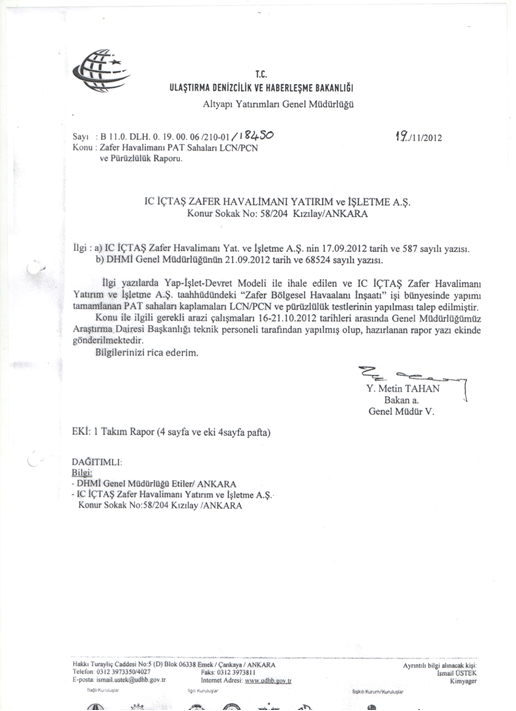 T.C.
ULAŞTIRMA DENİZCİLİK VE HABERLEŞME BAKANLIĞI
Altyapı Yatırımları Genel Müdürlüğü
Sayı : B 11.0. DLH. 0. 19. 00. 06 /210-01/18450 19/11/2012
Konu : Zafer Havalimanı PAT Sahaları LCN/PCN
ve Pürüzlülük Raporu.
IC İÇTAŞ ZAFER HAVALİMANI YATIRIM ve İŞLETME A.Ş.
Konur Sokak No: 58/204 Kızılay/ANKARA
İlgi : a) IC İÇTAŞ Zafer Havalimanı Yat. ve İşletme A.Ş. nin 17.09.2012 tarih ve 587 sayılı yazısı.
b) DHMİ Genel Müdürlüğünün 21.09.2012 tarih ve 68524 sayılı yazısı.
İlgi yazılarda Yap-İşlet-Devret Modeli ile ihale edilen ve IC İÇTAŞ Zafer Havalimanı
Yatırım ve İşletme A.Ş. taahhüdündeki “Zafer Bölgesel Havaalanı İnşaatı” işi bünyesinde yapımı
tamamlanan PAT sahaları kaplamaları LCN/PCN ve pürüzlülük testlerinin yapılması talep edilmiştir.
Konu ile ilgili gerekli arazi çalışmaları 16-21.10.2012 tarihleri arasında Genel Müdürlüğümüz
Araştırma Dairesi Başkanlığı teknik personeli tarafından yapılmış olup, hazırlanan rapor yazı ekinde
gönderilmektedir.
Bilgilerinizi rica ederim.
Y. Metin TAHAN
Bakan a.
Genel Müdür V.
EKİ: 1 Takım Rapor (4 sayfa ve eki 4sayfa pafta)
DAĞITIMLI:
Bilgi:
- DHMİ Genel Müdürlüğü Etiler/ ANKARA
- IC İÇTAŞ Zafer Havalimanı Yatırım ve İşletme A.Ş.
Konur Sokak No:58/204 Kızılay /ANKARA
Hakkı Turayliç Caddesi No:5 (D) Blok 06338 Emek / Çankaya / ANKARA Ayrıntılı bilgi alınacak kişi:
Telefon: 0312 3973350/4027 Faks: 0312 3973811 İsmail ÜSTEK
E-posta: ismail.ustek@udhb.gov.tr İnternet Adresi: www.udhb.gov.tr Kimyager
Bağlı Kuruluşlar İlgili Kuruluşlar İlişkili Kurum/Kuruluşlar